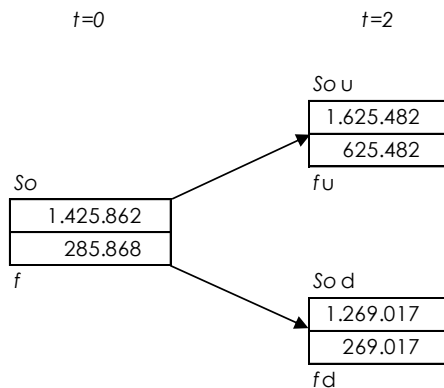 t=0 t=2
So u
1.625.482
625.482
fu
So
1.425.862
285.868
f
So d
1.269.017
269.017
fd